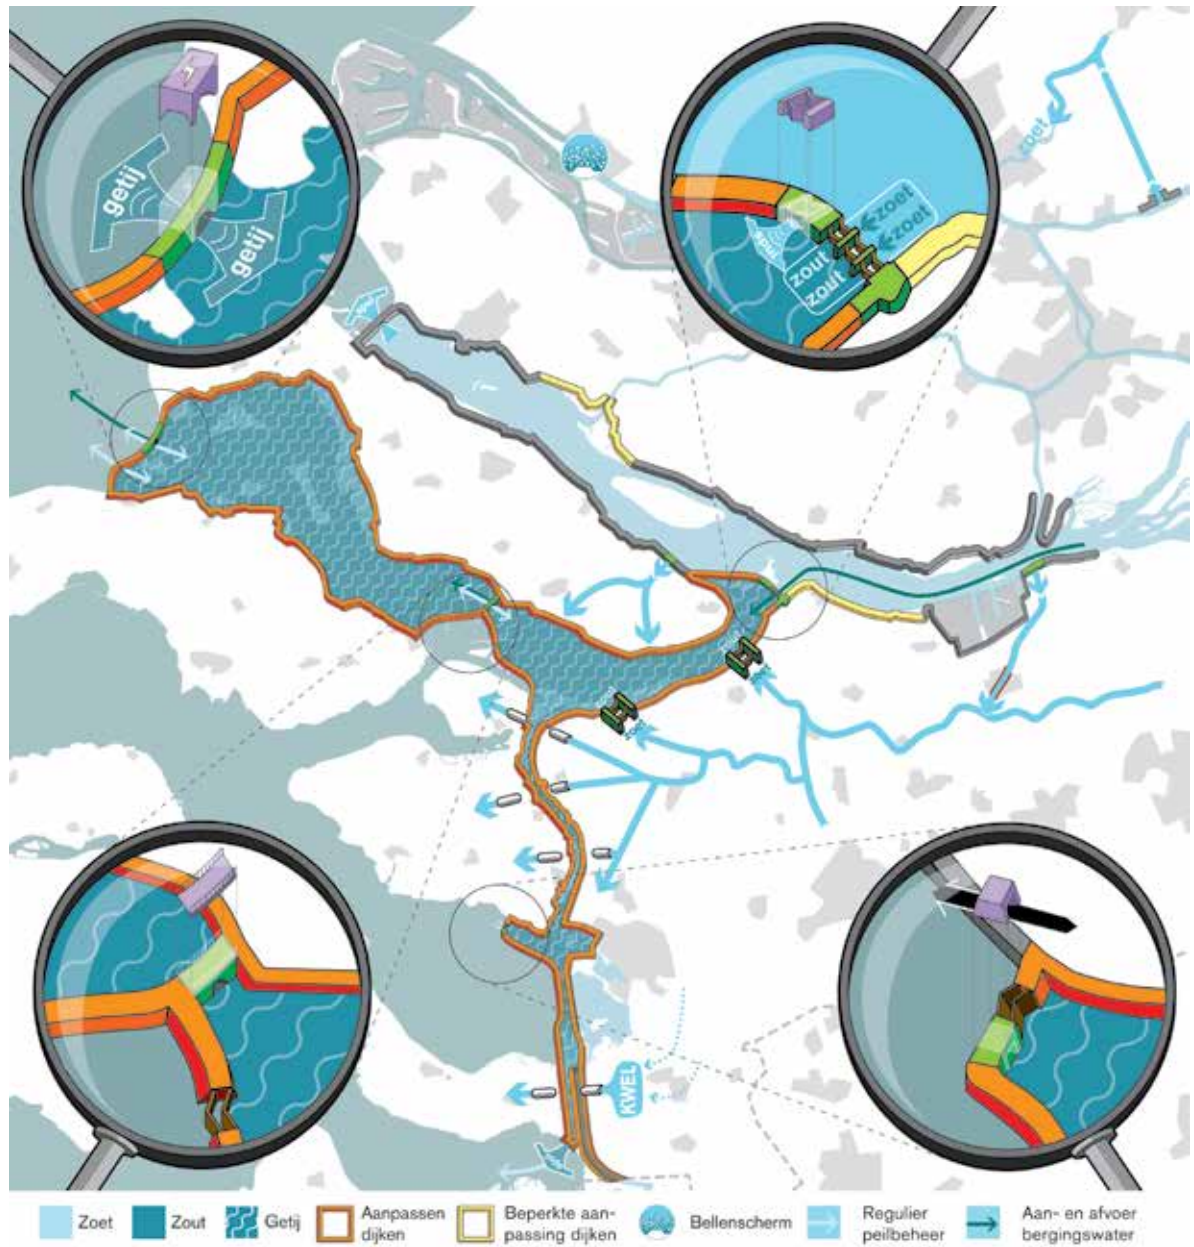 getij
getij
zoet
zoet
zoet
spui
zout
zout
KWEL
Zoet
Zout
Getij
Aanpassen
dijken
Beperkte aan-
passing dijken
Bellenscherm
Regulier
peilbeheer
Aan- en afvoer
bergingswater